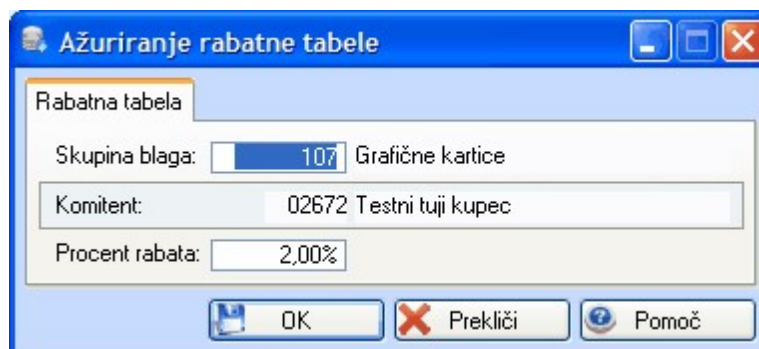 Ažuriranje rabatne tabele
Rabatna tabela
Skupina blaga: 107 Grafične kartice
Komitent: 02672 Testni tuji kupec
Procent rabata: 2,00%
OK Prekliči Pomoč